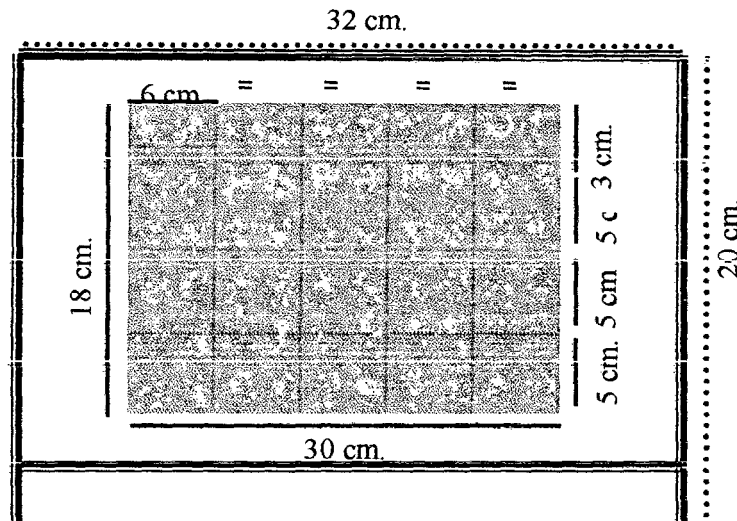 32 cm.
= = = =
6 cm
3 cm.
5 c
18 cm.
20 cm.
5 cm
5 cm.
30 cm.